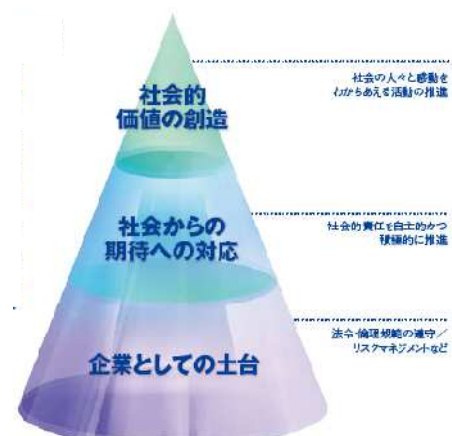 社会的
価値の創造
社会の人々と感動を
わかちあえる活動の推進
社会からの
期待への対応
社会的責任を自主的かつ
積極的に推進
企業としての土台
法令・倫理規範の遵守／
リスクマネジメントなど